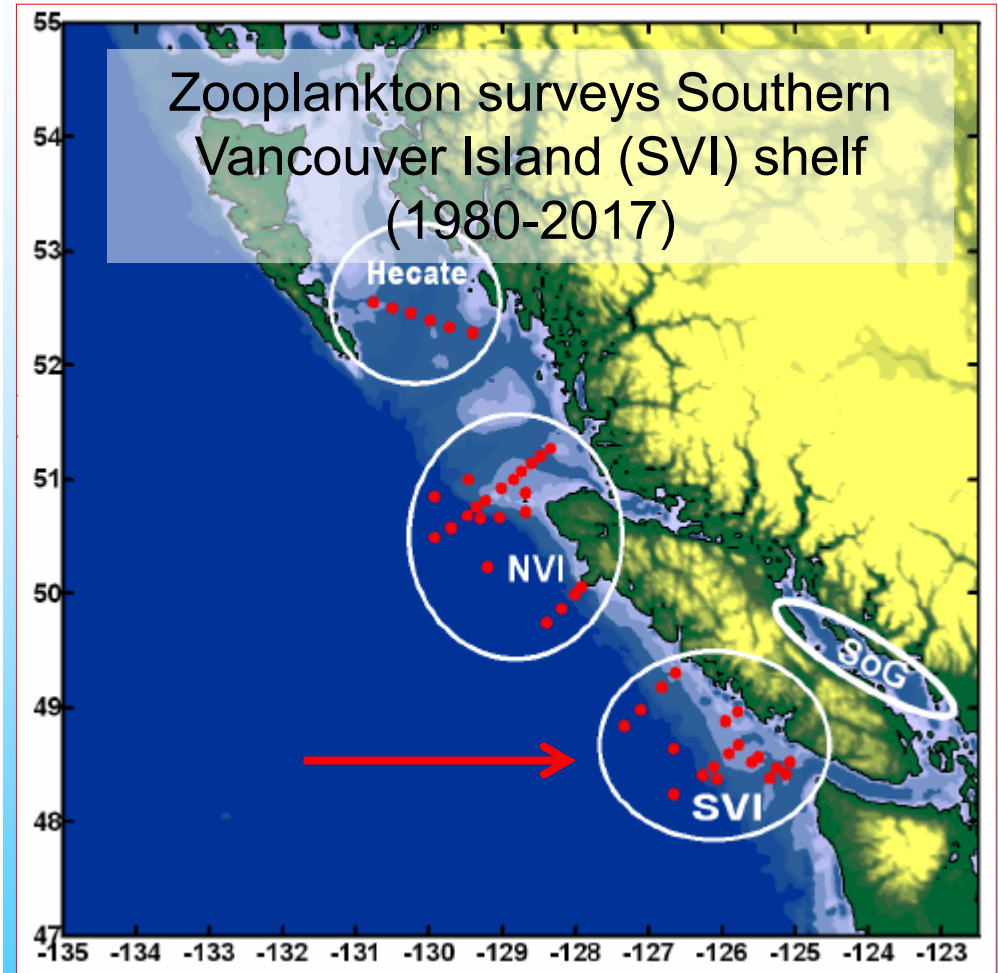 55
Zooplankton surveys Southern
Vancouver Island (SVI) shelf
(1980-2017)
54
53
Hecate
52
51
NVI
50
SoG
49
SVI
48
47
-135 -134 -133 -132 -131 -130 -129 -128 -127 -126 -125 -124 -123